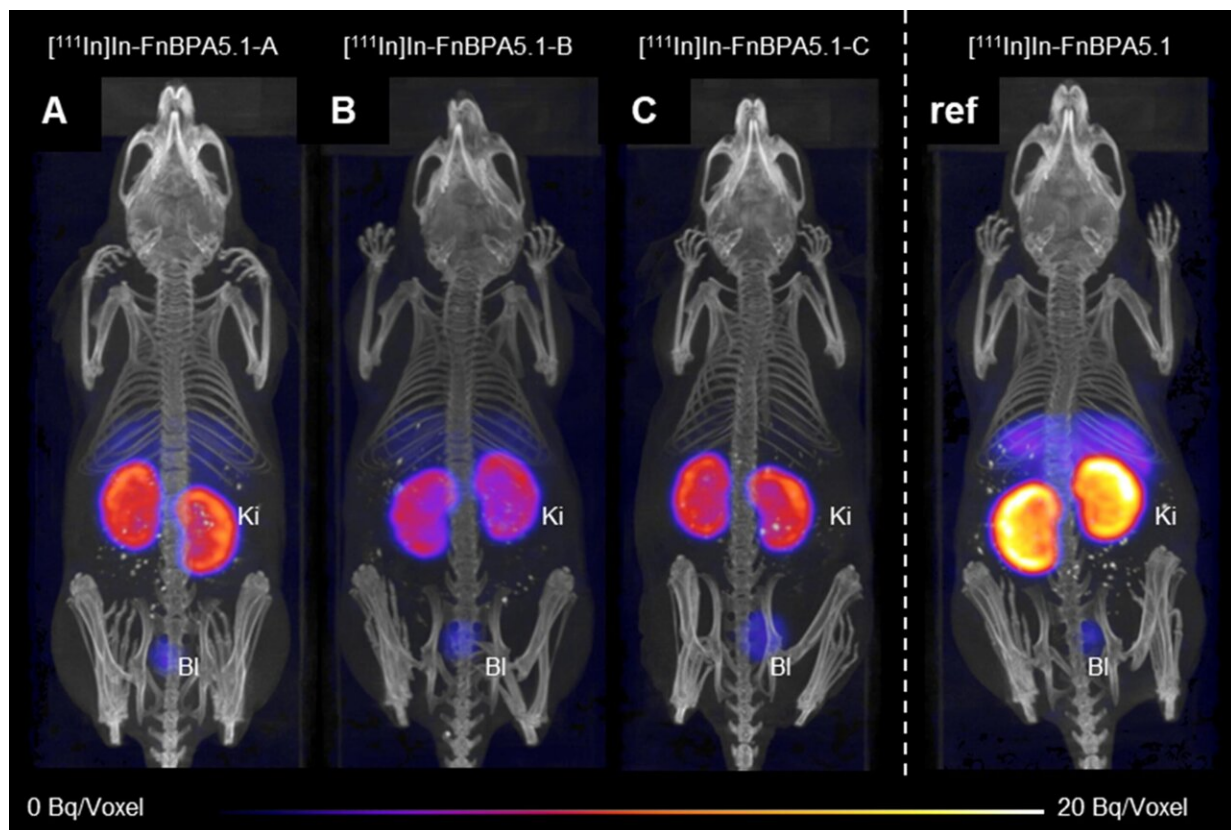 [¹¹¹In]In-FnBPA5.1-A
[¹¹¹In]In-FnBPA5.1-B
[¹¹¹In]In-FnBPA5.1-C
[¹¹¹In]In-FnBPA5.1
A
B
C
ref
Ki
Ki
Ki
Ki
Bl
Bl
Bl
Bl
0 Bq/Voxel
20 Bq/Voxel